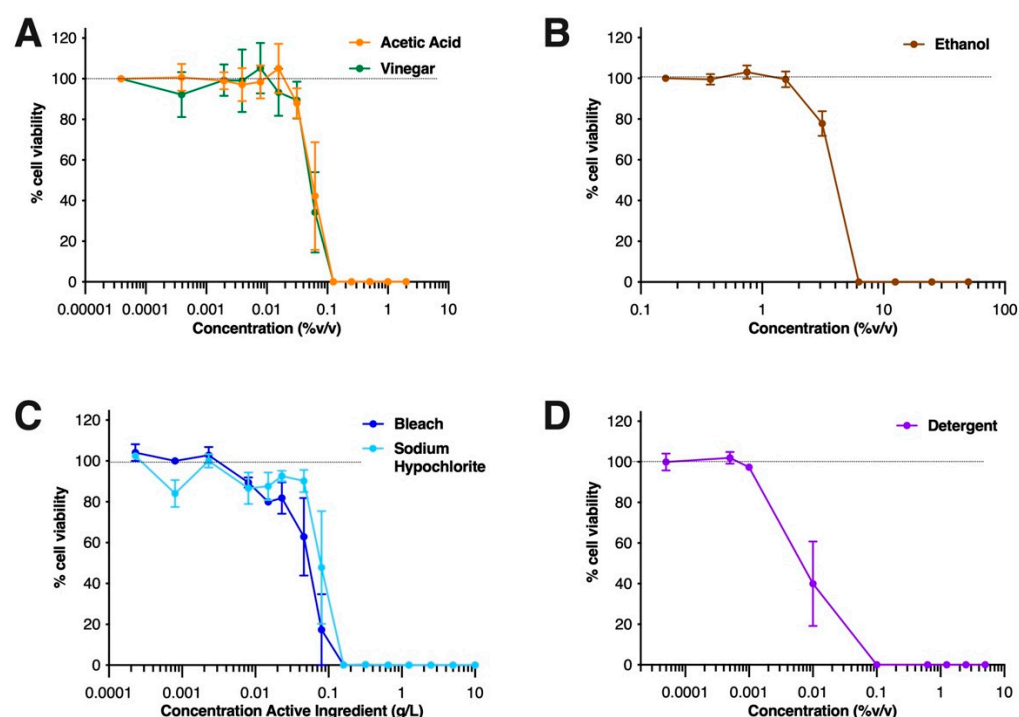 A
120
100
80
60
40
20
0
% cell viability
Acetic Acid
Vinegar
0.00001 0.0001 0.001 0.01 0.1 1 10
Concentration (%v/v)
B
120
100
80
60
40
20
0
% cell viability
Ethanol
0.1 1 10 100
Concentration (%v/v)
C
120
100
80
60
40
20
0
% cell viability
Bleach
Sodium
Hypochlorite
0.0001 0.001 0.01 0.1 1 10
Concentration Active Ingredient (g/L)
D
120
100
80
60
40
20
0
% cell viability
Detergent
0.0001 0.001 0.01 0.1 1 10
Concentration (%v/v)